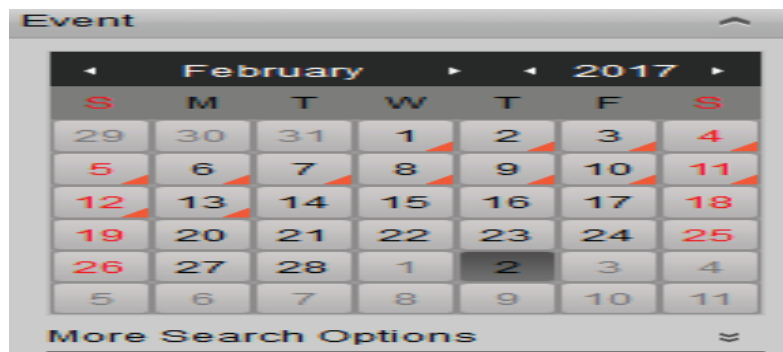 Event
February 2017
S M T W T F S
29 30 31 1 2 3 4
5 6 7 8 9 10 11
12 13 14 15 16 17 18
19 20 21 22 23 24 25
26 27 28 1 2 3 4
5 6 7 8 9 10 11
More Search Options